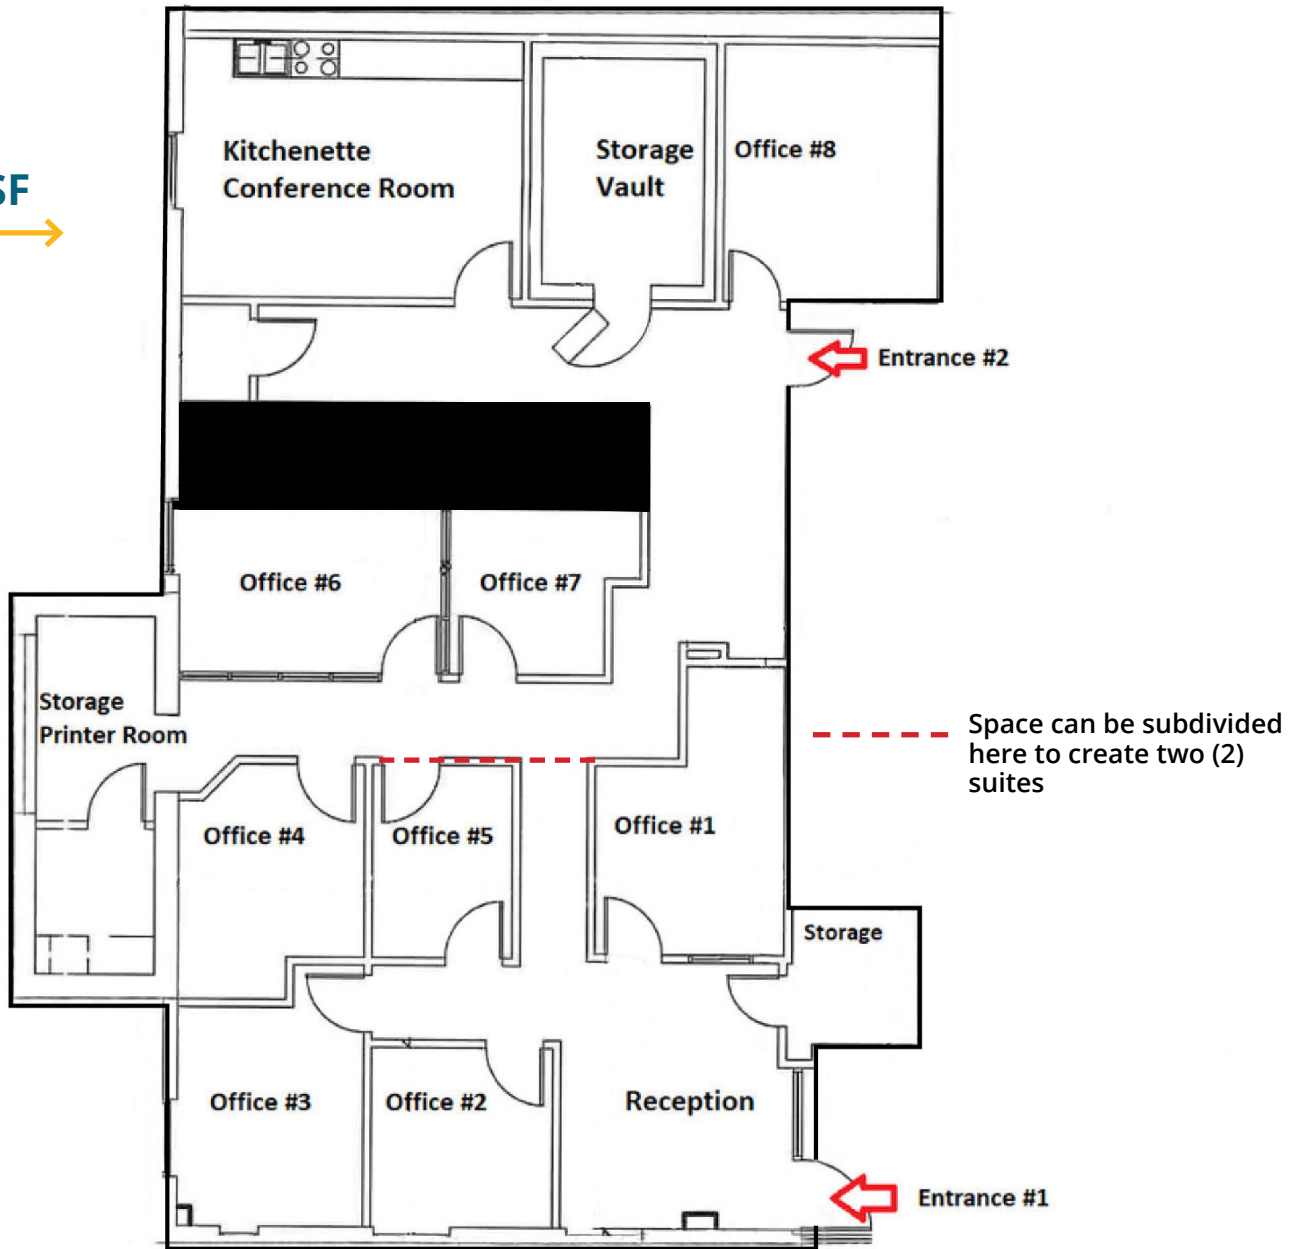 SF
Kitchenette
Conference Room
Storage
Vault
Office #8
Entrance #2
Office #6
Office #7
Storage
Printer Room
Space can be subdivided
here to create two (2)
suites
Office #4
Office #5
Office #1
Storage
Office #3
Office #2
Reception
Entrance #1